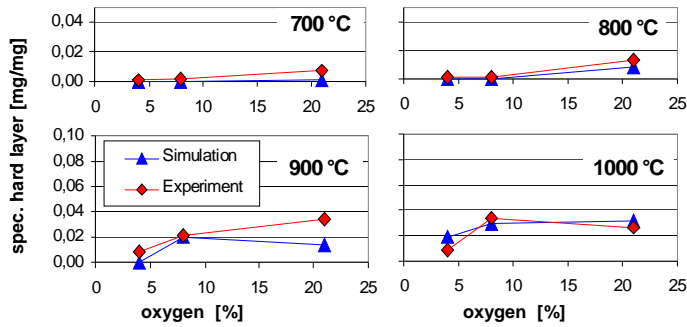 spec. hard layer [mg/mg]
0,04
0,02
0,00
700 °C
0 5 10 15 20 25
800 °C
0 5 10 15 20 25
0,10
0,08
0,06
0,04
0,02
0,00
Simulation
Experiment
900 °C
0 5 10 15 20 25
oxygen [%]
1000 °C
0 5 10 15 20 25
oxygen [%]